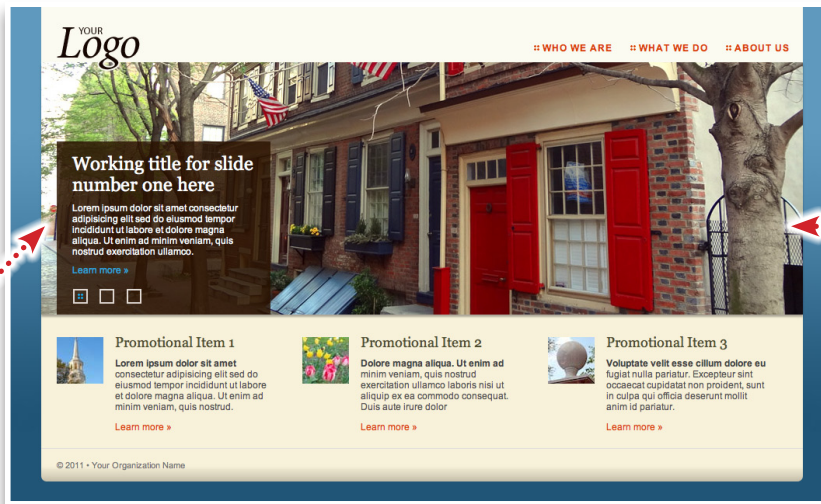 YOUR
Logo
WHO WE ARE
WHAT WE DO
ABOUT US
Working title for slide
number one here
Lorem ipsum dolor sit amet consectetur
adipisicing elit sed do eiusmod tempor
incididunt ut labore et dolore magna
aliqua. Ut enim ad minim veniam, quis
nostrud exercitation ullamco.
Learn more »
Promotional Item 1
Lorem ipsum dolor sit amet
adipisicing elit sed do
eiusmod tempor incididunt ut labore
et dolore magna aliqua. Ut enim ad
minim veniam, quis nostrud.
Learn more »
Promotional Item 2
Dolore magna aliqua. Ut enim ad
minim veniam, quis nostrud
exercitation ullamco laboris nisi ut
aliquip ex ea commodo consequat.
Duis aute irure dolor
Learn more »
Promotional Item 3
Voluptate velit esse cillum dolore eu
fugiat nulla pariatur. Excepteur sint
occaecat cupidatat non proident, sunt
in culpa qui officia deserunt mollit
anim id pariatur.
Learn more »
© 2011 • Your Organization Name